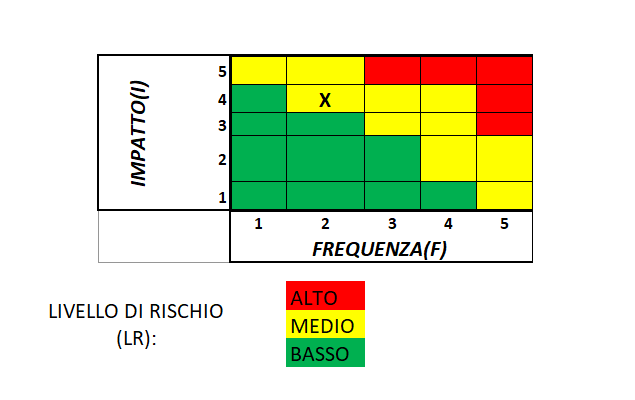 IMPATTO(I)
5
4
X
3
2
1
1 2 3 4 5
FREQUENZA(F)
LIVELLO DI RISCHIO
(LR):
ALTO
MEDIO
BASSO